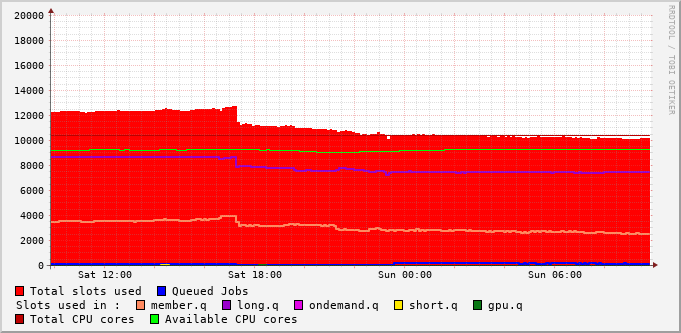 20000
18000
16000
14000
12000
10000
8000
6000
4000
2000
0
Sat 12:00 Sat 18:00 Sun 00:00 Sun 06:00
RRDTOOL / TOBI OETIKER
Total slots used Queued Jobs
Slots used in : member.q long.q ondemand.q short.q gpu.q
Total CPU cores Available CPU cores